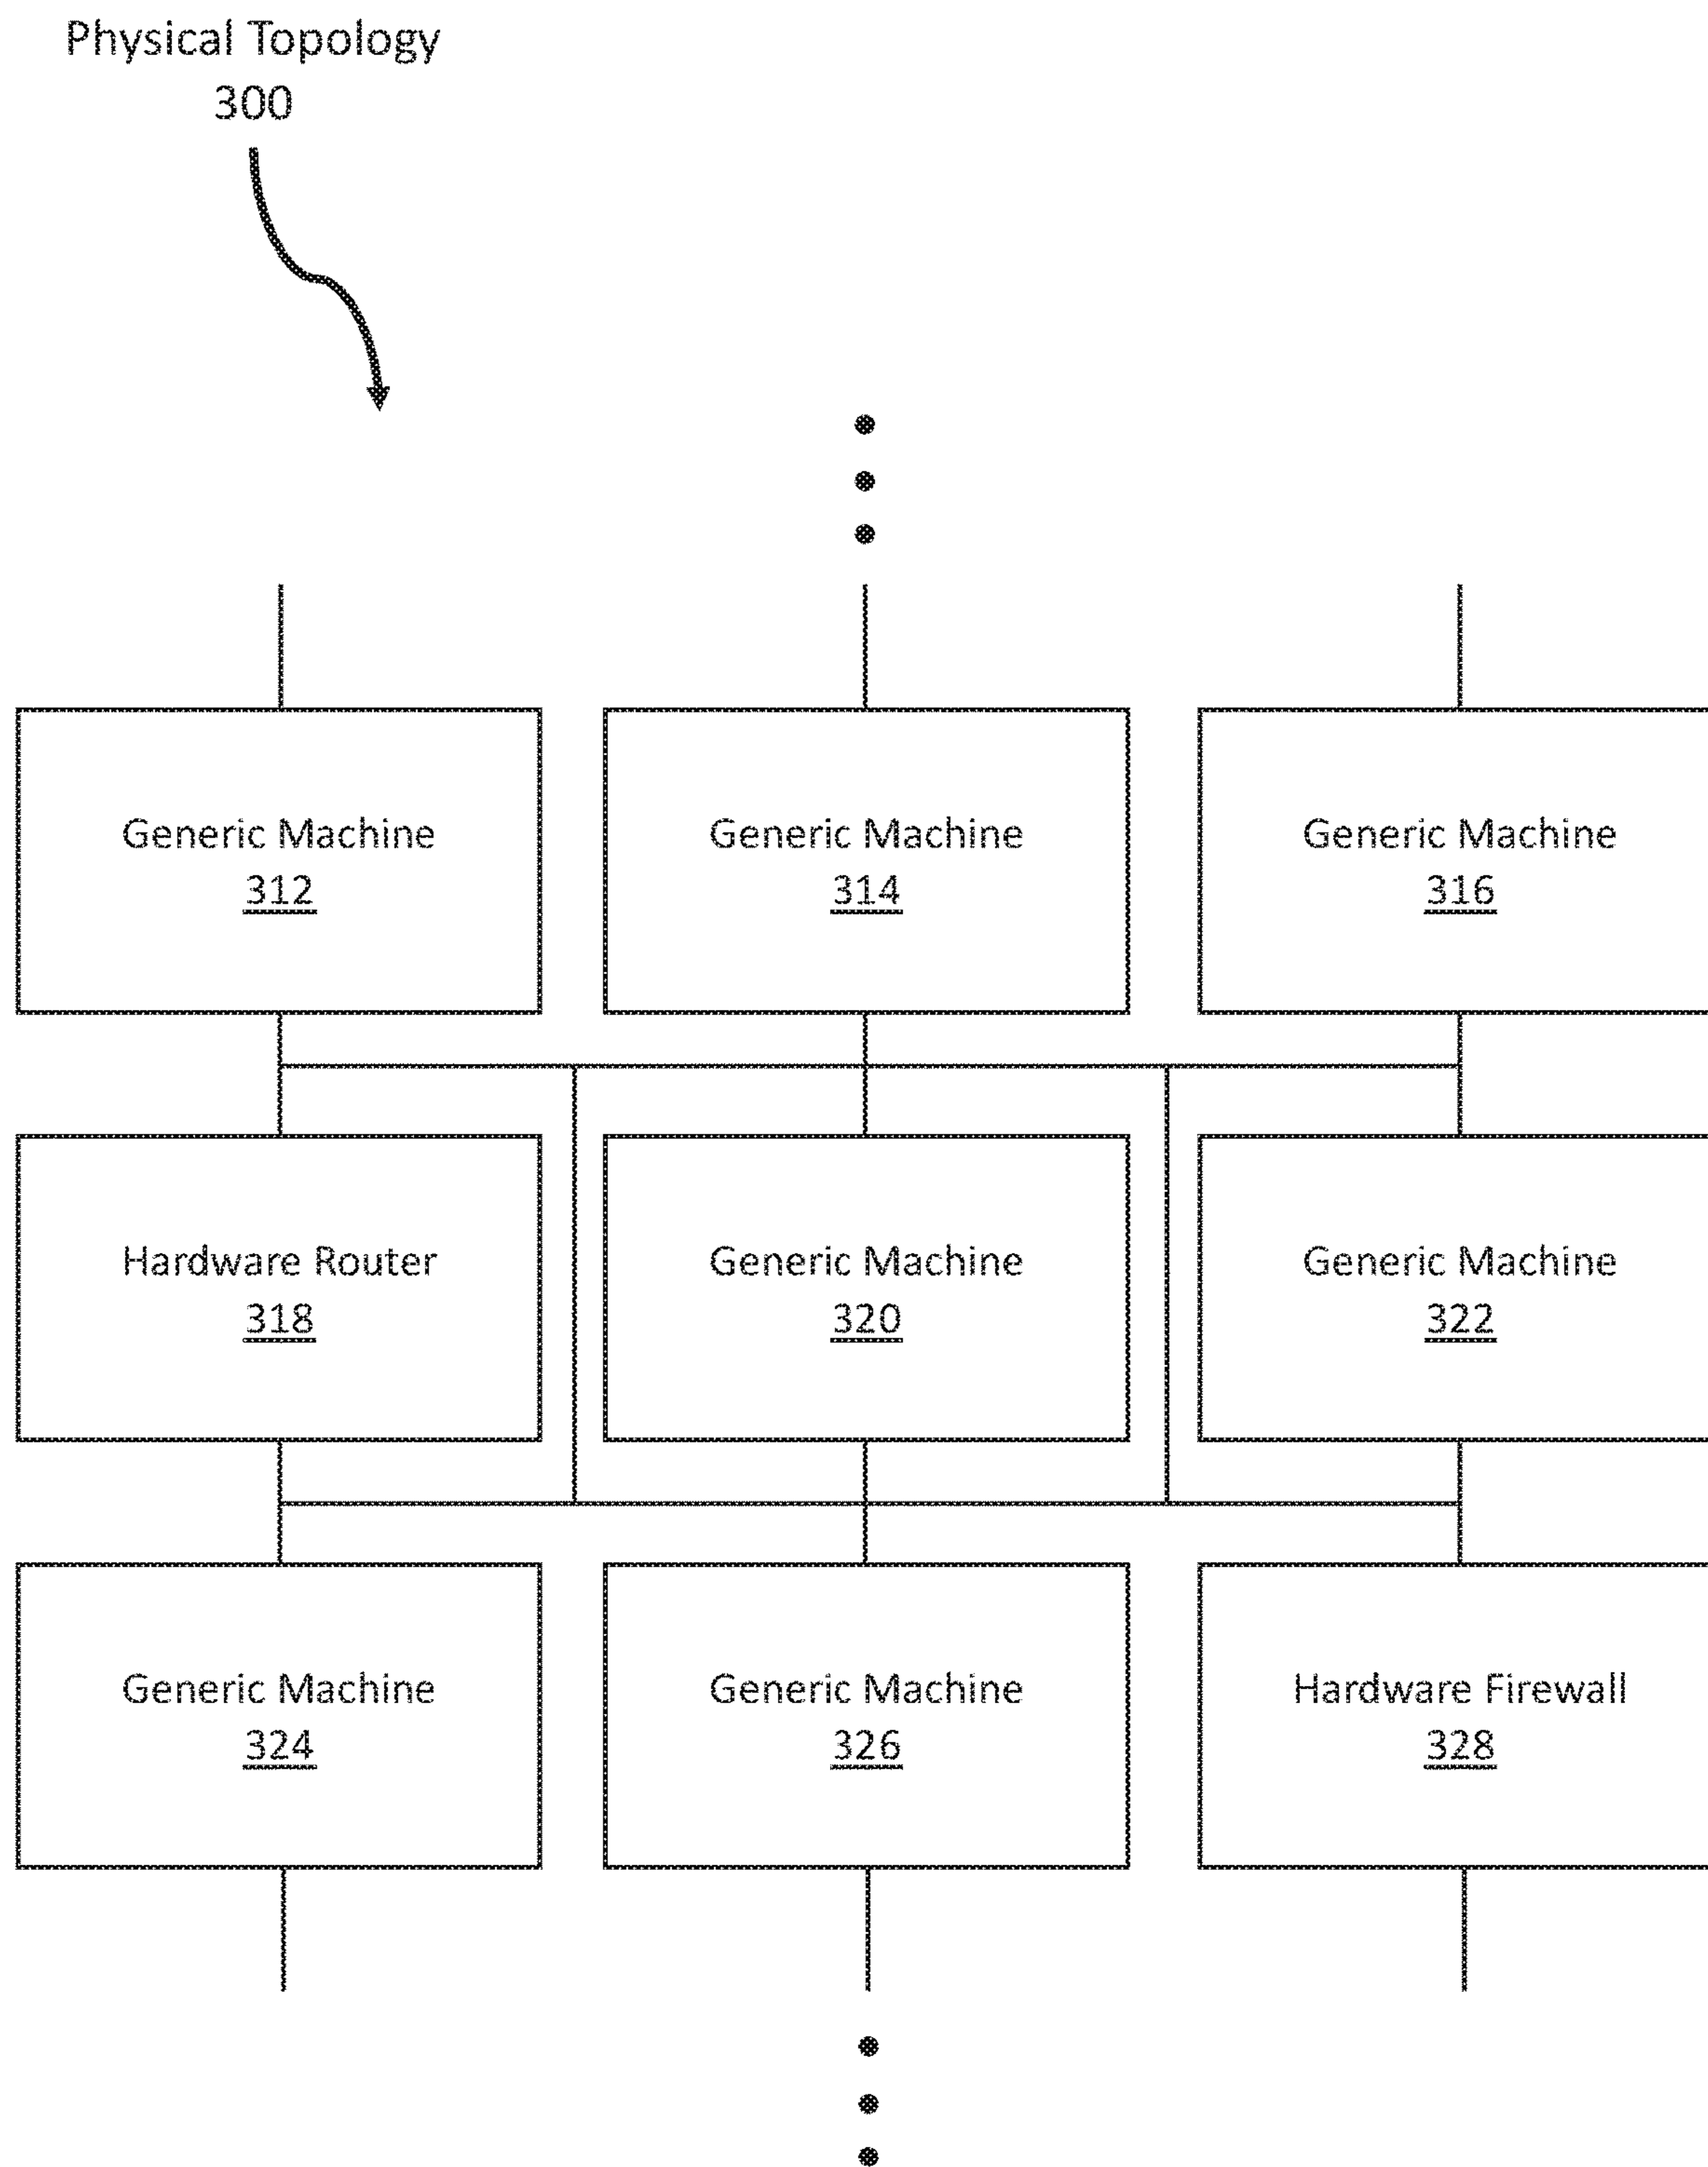 Physical Topology
300
Generic Machine
312
Generic Machine
314
Generic Machine
316
Hardware Router
318
Generic Machine
320
Generic Machine
322
Generic Machine
324
Generic Machine
326
Hardware Firewall
328